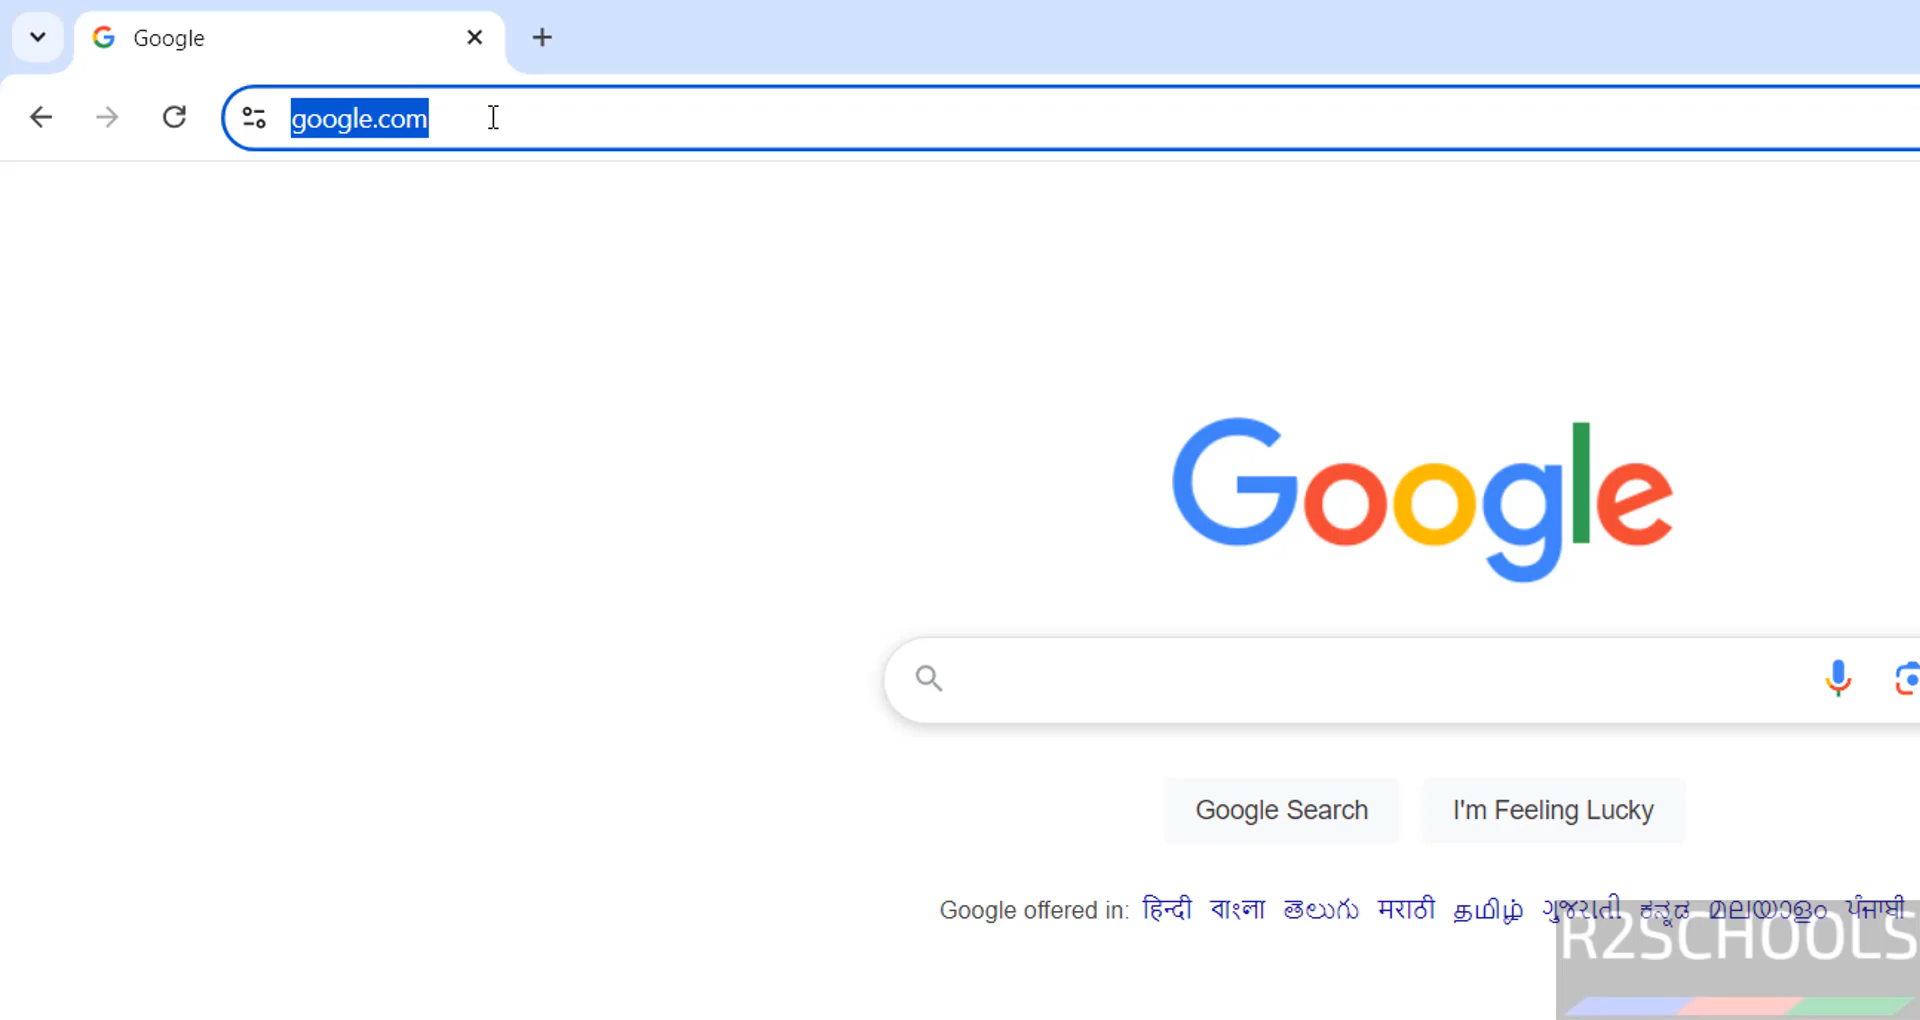 Google
google.com
Google
Google Search
I'm Feeling Lucky
Google offered in: हिन्दी বাংলা తెలుగు मराठी தமிழ் ગુજરાતી ಕನ್ನಡ മലയാളം ਪੰਜਾਬੀ
R2SCHOOLS